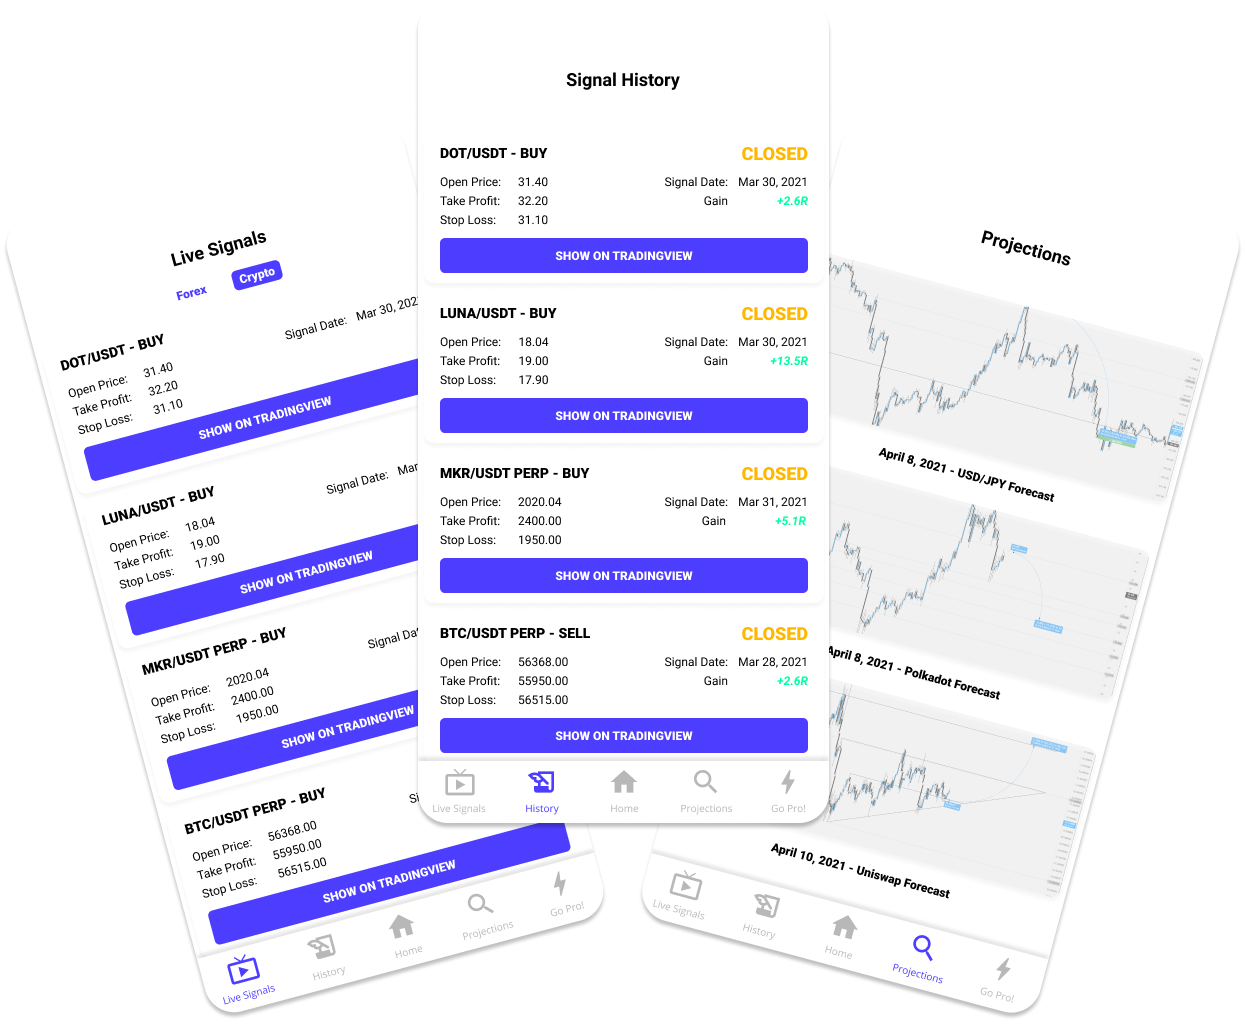 Live Signals
Forex Crypto
DOT/USDT - BUY
Signal Date: Mar 30, 202
Open Price: 31.40
Take Profit: 32.20
Stop Loss: 31.10
SHOW ON TRADINGVIEW
LUNA/USDT - BUY
Signal Date: Mar
Open Price: 18.04
Take Profit: 19.00
Stop Loss: 17.90
SHOW ON TRADINGVIEW
MKR/USDT PERP - BUY
Signal Dat
Open Price: 2020.04
Take Profit: 2400.00
Stop Loss: 1950.00
SHOW ON TRADINGVIEW
BTC/USDT PERP - BUY
Si
Open Price: 56368.00
Take Profit: 55950.00
Stop Loss: 56515.00
SHOW ON TRADINGVIEW
Live Signals History Home Projections Go Pro!
Signal History
DOT/USDT - BUY CLOSED
Open Price: 31.40 Signal Date: Mar 30, 2021
Take Profit: 32.20 Gain +2.6R
Stop Loss: 31.10
SHOW ON TRADINGVIEW
LUNA/USDT - BUY CLOSED
Open Price: 18.04 Signal Date: Mar 30, 2021
Take Profit: 19.00 Gain +13.5R
Stop Loss: 17.90
SHOW ON TRADINGVIEW
MKR/USDT PERP - BUY CLOSED
Open Price: 2020.04 Signal Date: Mar 31, 2021
Take Profit: 2400.00 Gain +5.1R
Stop Loss: 1950.00
SHOW ON TRADINGVIEW
BTC/USDT PERP - SELL CLOSED
Open Price: 56368.00 Signal Date: Mar 28, 2021
Take Profit: 55950.00 Gain +2.6R
Stop Loss: 56515.00
SHOW ON TRADINGVIEW
Live Signals History Home Projections Go Pro!
Projections
April 8, 2021 - USD/JPY Forecast
April 8, 2021 - Polkadot Forecast
April 10, 2021 - Uniswap Forecast
Live Signals History Home Projections Go Pro!